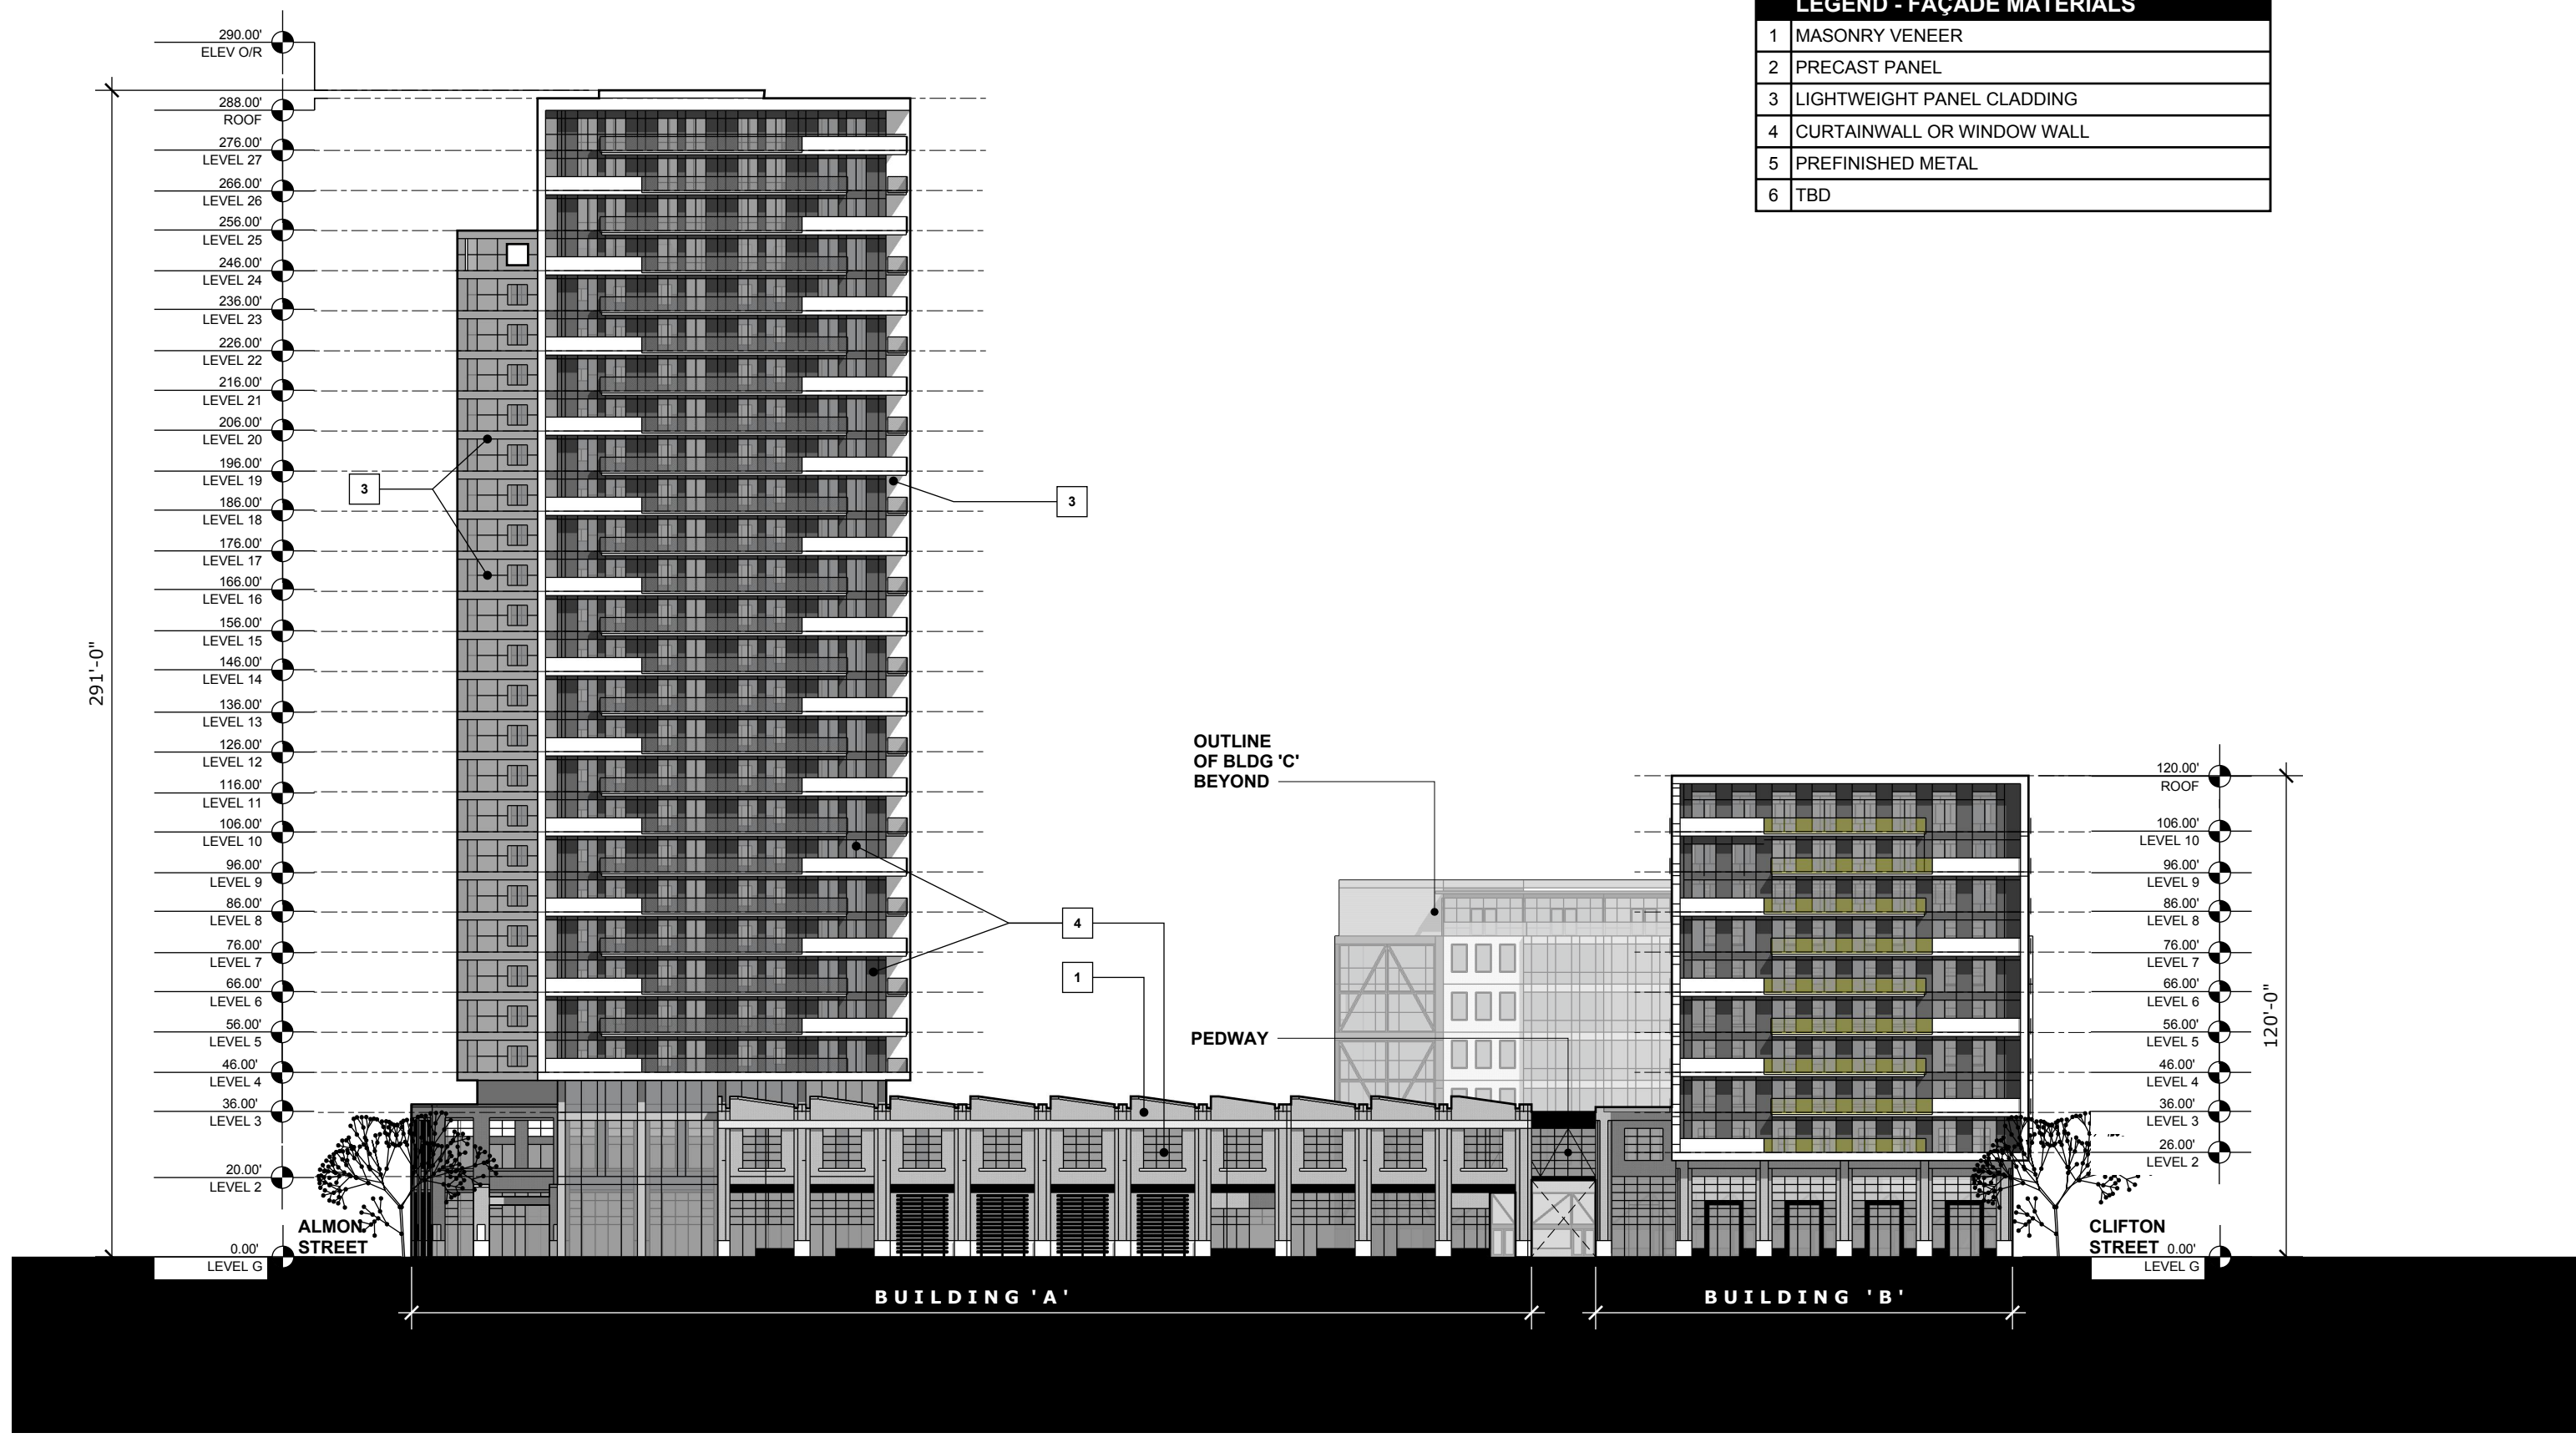 LEGEND - FAÇADE MATERIALS
1 MASONRY VENEER
2 PRECAST PANEL
3 LIGHTWEIGHT PANEL CLADDING
4 CURTAINWALL OR WINDOW WALL
5 PREFINISHED METAL
6 TBD
290.00'
ELEV O/R
288.00'
ROOF
276.00'
LEVEL 27
266.00'
LEVEL 26
256.00'
LEVEL 25
246.00'
LEVEL 24
236.00'
LEVEL 23
226.00'
LEVEL 22
216.00'
LEVEL 21
206.00'
LEVEL 20
196.00'
LEVEL 19
186.00'
LEVEL 18
176.00'
LEVEL 17
166.00'
LEVEL 16
156.00'
LEVEL 15
146.00'
LEVEL 14
136.00'
LEVEL 13
126.00'
LEVEL 12
116.00'
LEVEL 11
106.00'
LEVEL 10
96.00'
LEVEL 9
86.00'
LEVEL 8
76.00'
LEVEL 7
66.00'
LEVEL 6
56.00'
LEVEL 5
46.00'
LEVEL 4
36.00'
LEVEL 3
20.00'
LEVEL 2
0.00'
LEVEL G
291'-0"
ALMON
STREET
3
3
4
1
OUTLINE
OF BLDG 'C'
BEYOND
PEDWAY
120.00'
ROOF
106.00'
LEVEL 10
96.00'
LEVEL 9
86.00'
LEVEL 8
76.00'
LEVEL 7
66.00'
LEVEL 6
56.00'
LEVEL 5
46.00'
LEVEL 4
36.00'
LEVEL 3
26.00'
LEVEL 2
CLIFTON
STREET
0.00'
LEVEL G
120'-0"
BUILDING 'A'
BUILDING 'B'